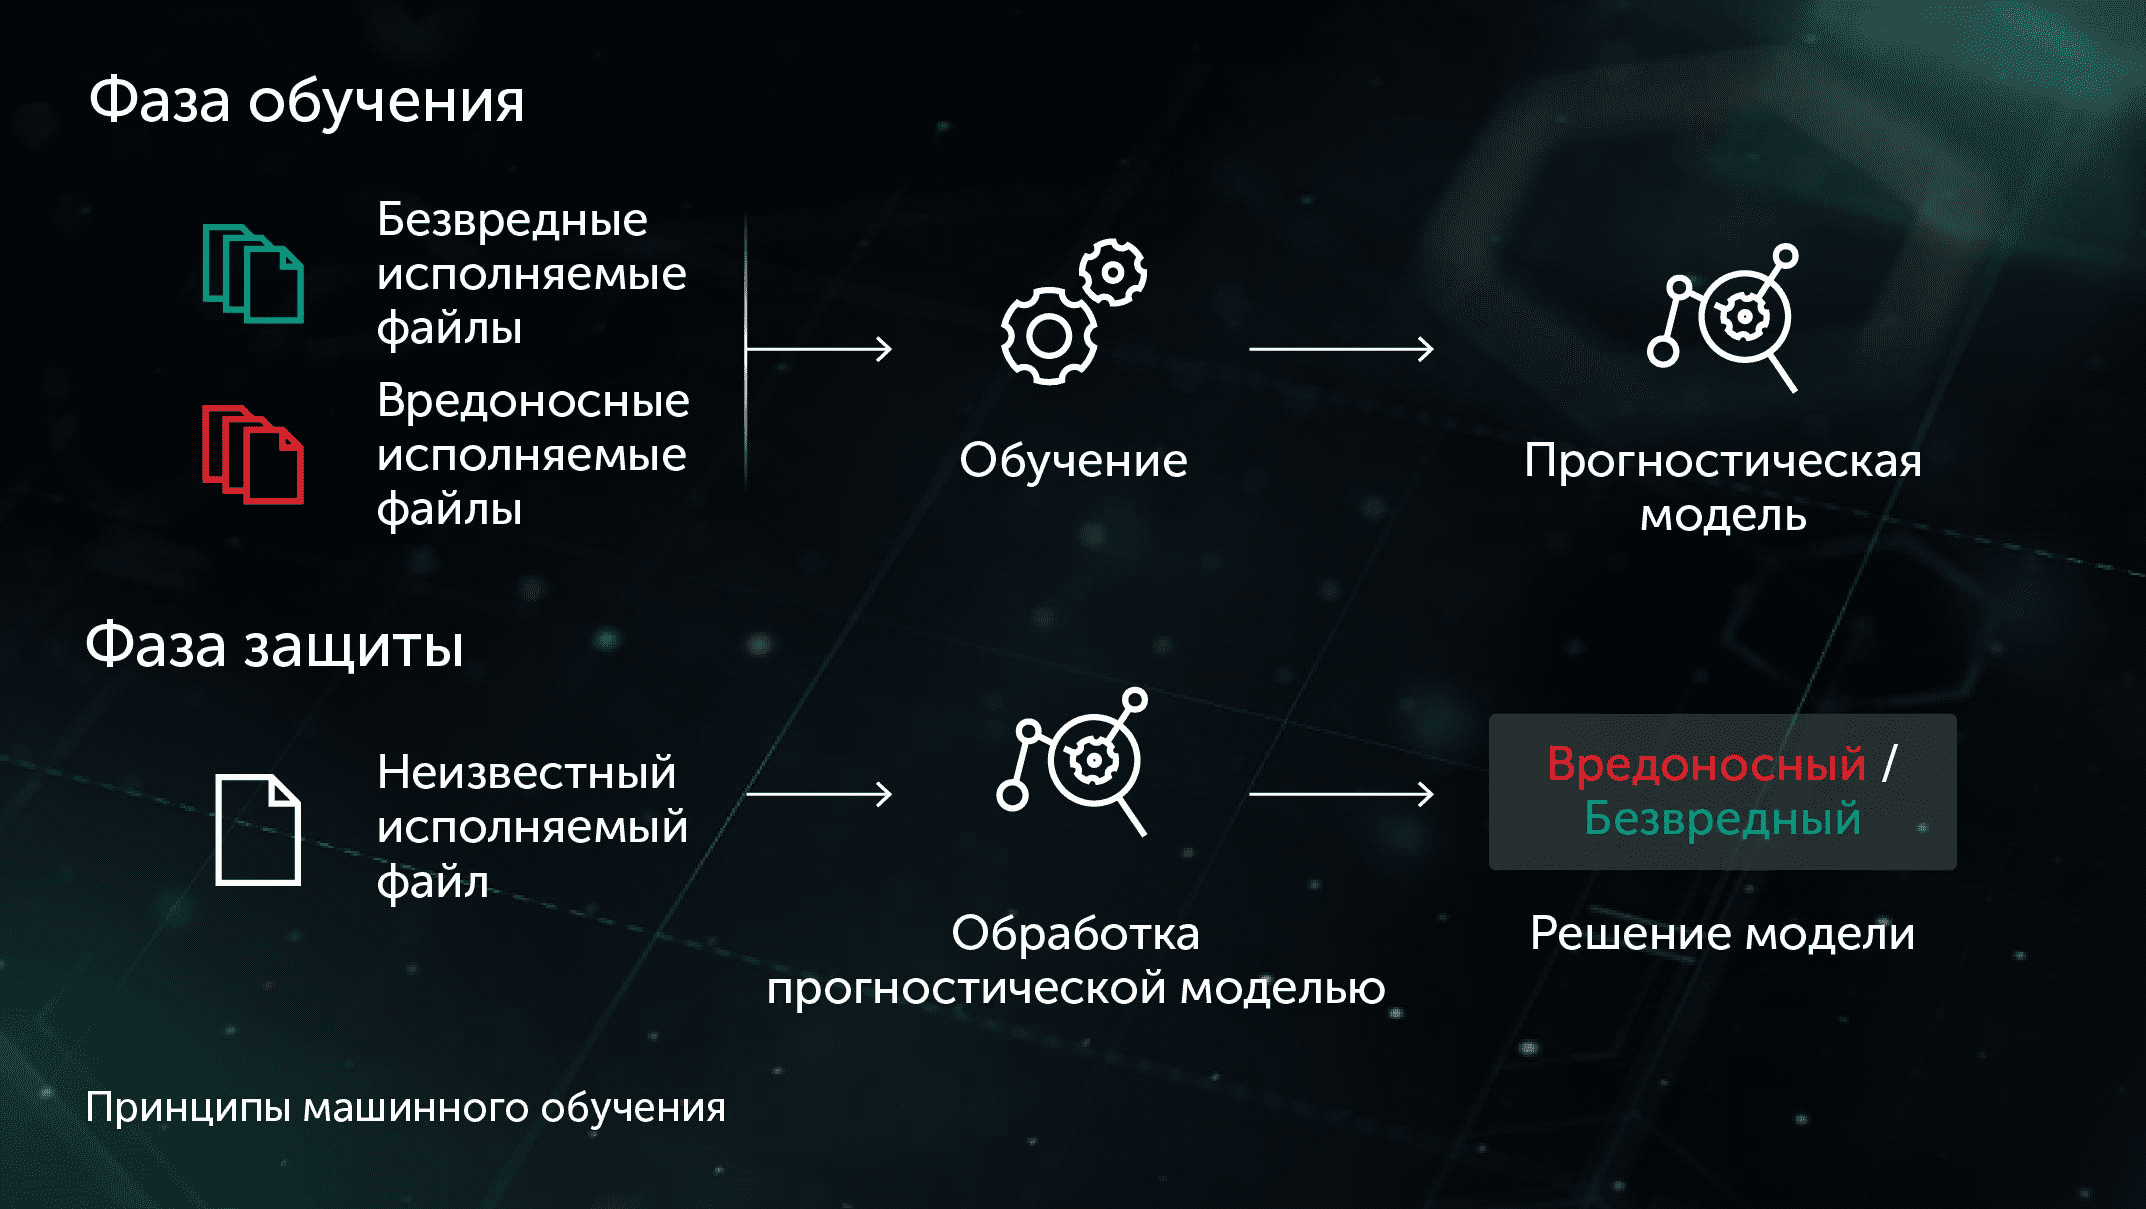 Фаза обучения
Безвредные
исполняемые
файлы
Вредоносные
исполняемые
файлы
Обучение
Прогностическая
модель
Фаза защиты
Неизвестный
исполняемый
файл
Обработка
прогностической моделью
Вредоносный /
Безвредный
Решение модели
Принципы машинного обучения